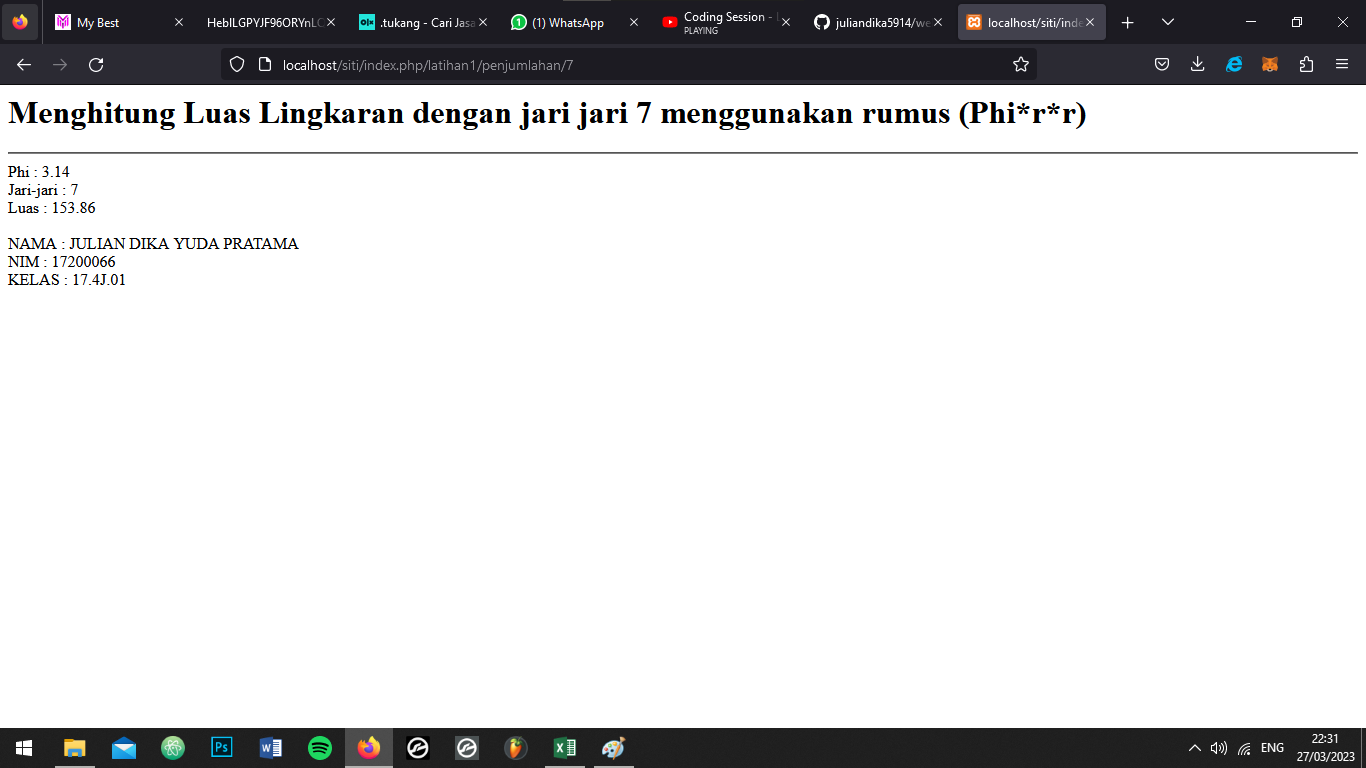 My Best
HeblLGPYJF96ORYnLC
.tukang - Cari Jasa
(1) WhatsApp
Coding Session - L
PLAYING
juliandika5914/we
localhost/siti/inde
localhost/siti/index.php/latihan1/penjumlahan/7
Menghitung Luas Lingkaran dengan jari jari 7 menggunakan rumus (Phi*r*r)
Phi : 3.14
Jari-jari : 7
Luas : 153.86
NAMA : JULIAN DIKA YUDA PRATAMA
NIM : 17200066
KELAS : 17.4J.01
Ps
ENG
22:31
27/03/2023